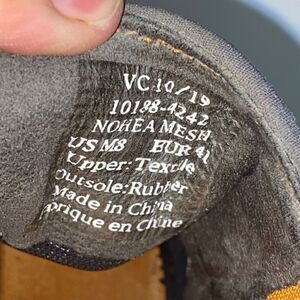 VC 10/19
10188-4242
NOHEA MESH
US M8 EUR 41
Upper: Textile
Outsole: Rubber
Made in China
brique en Chine